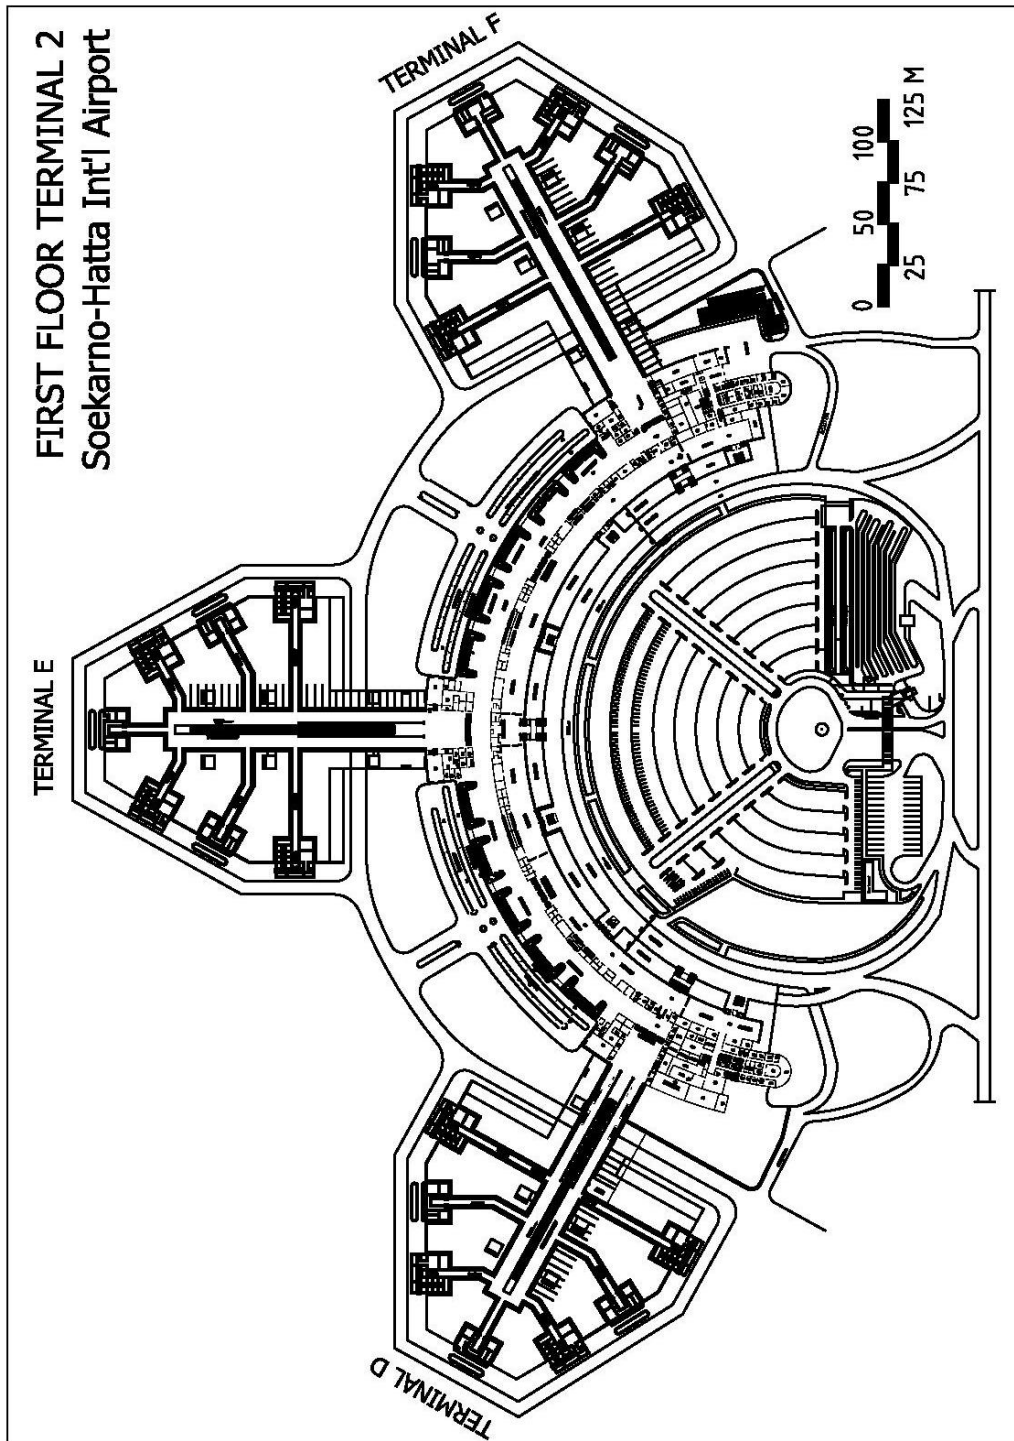 FIRST FLOOR TERMINAL 2
Soekarno-Hatta Int'l Airport
TERMINAL D
TERMINAL E
TERMINAL F
0 50 100
25 75 125 M